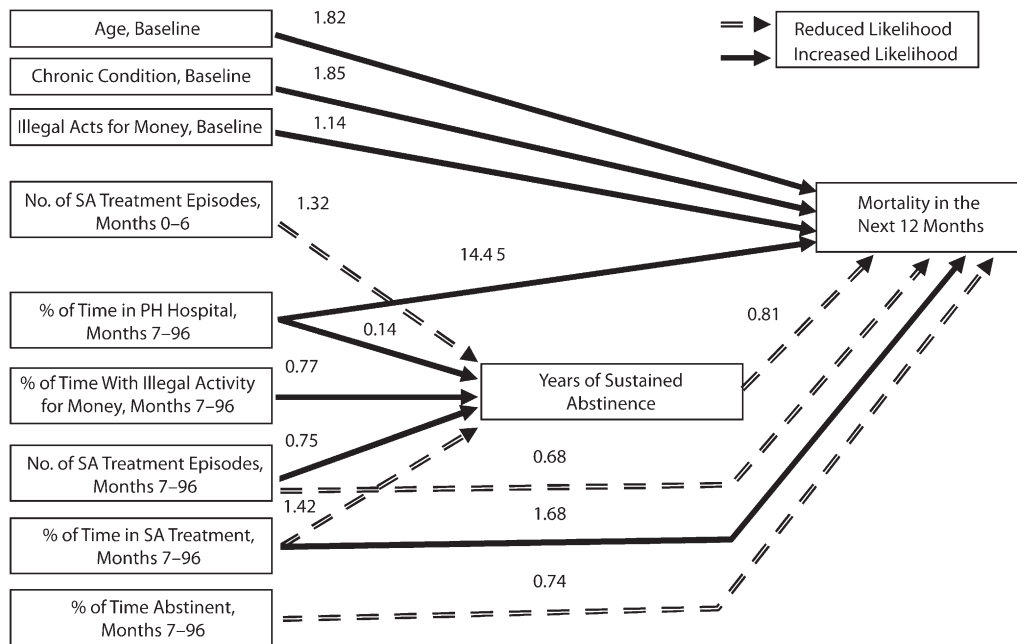 Age, Baseline
1.82
Reduced Likelihood
Increased Likelihood
Chronic Condition, Baseline
1.85
Illegal Acts for Money, Baseline
1.14
Mortality in the
Next 12 Months
No. of SA Treatment Episodes,
Months 0–6
1.32
14.4 5
% of Time in PH Hospital,
Months 7–96
0.14
0.81
% of Time With Illegal Activity
for Money, Months 7–96
0.77
Years of Sustained
Abstinence
No. of SA Treatment Episodes,
Months 7–96
0.75
0.68
% of Time in SA Treatment,
Months 7–96
1.42
1.68
% of Time Abstinent,
Months 7–96
0.74